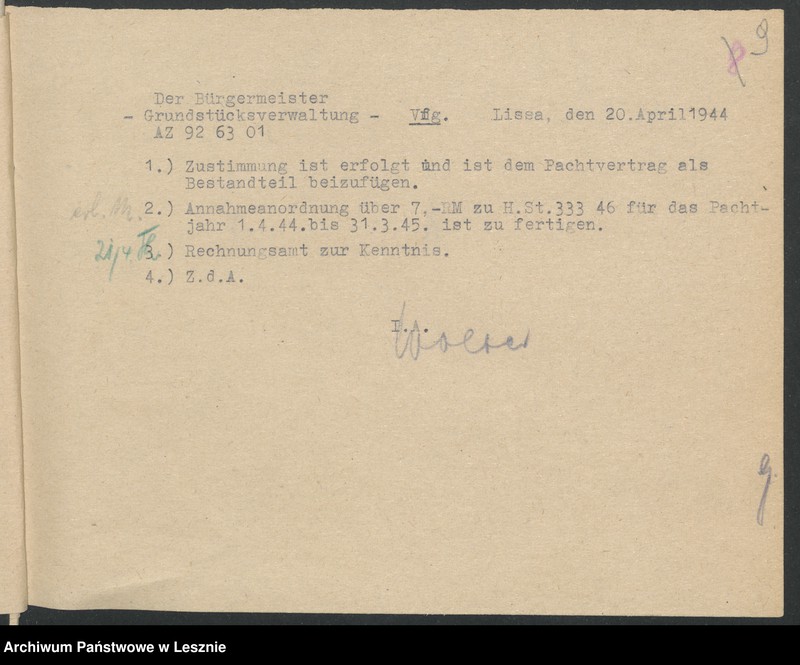 9
Der Bürgermeister
- Grundstücksverwaltung - Vfg. Lissa, den 20.April1944
AZ 92 63 01
1.) Zustimmung ist erfolgt und ist dem Pachtvertrag als
Bestandteil beizufügen.
2.) Annahmeanordnung über 7,-RM zu H.St.333 46 für das Pacht-
jahr 1.4.44.bis 31.3.45. ist zu fertigen.
21/4. 3.) Rechnungsamt zur Kenntnis.
4.) Z.d.A.
I.A.
Archiwum Państwowe w Lesznie